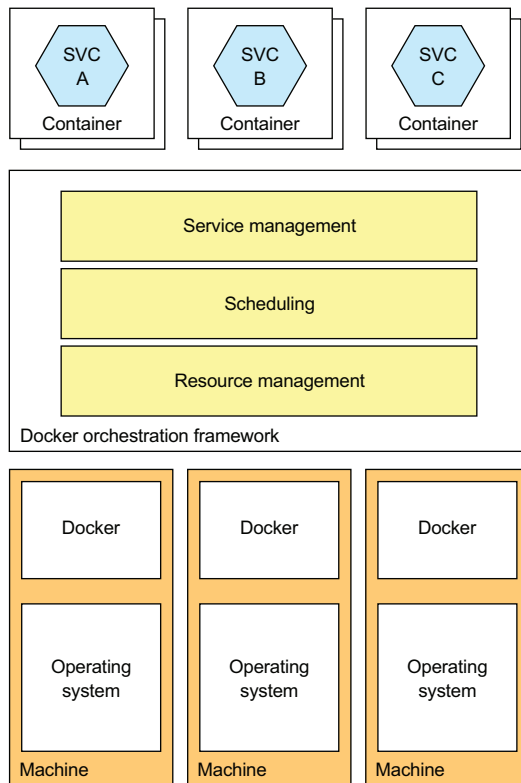 SVC
A
Container
SVC
B
Container
SVC
C
Container
Service management
Scheduling
Resource management
Docker orchestration framework
Docker
Operating
system
Machine
Docker
Operating
system
Machine
Docker
Operating
system
Machine